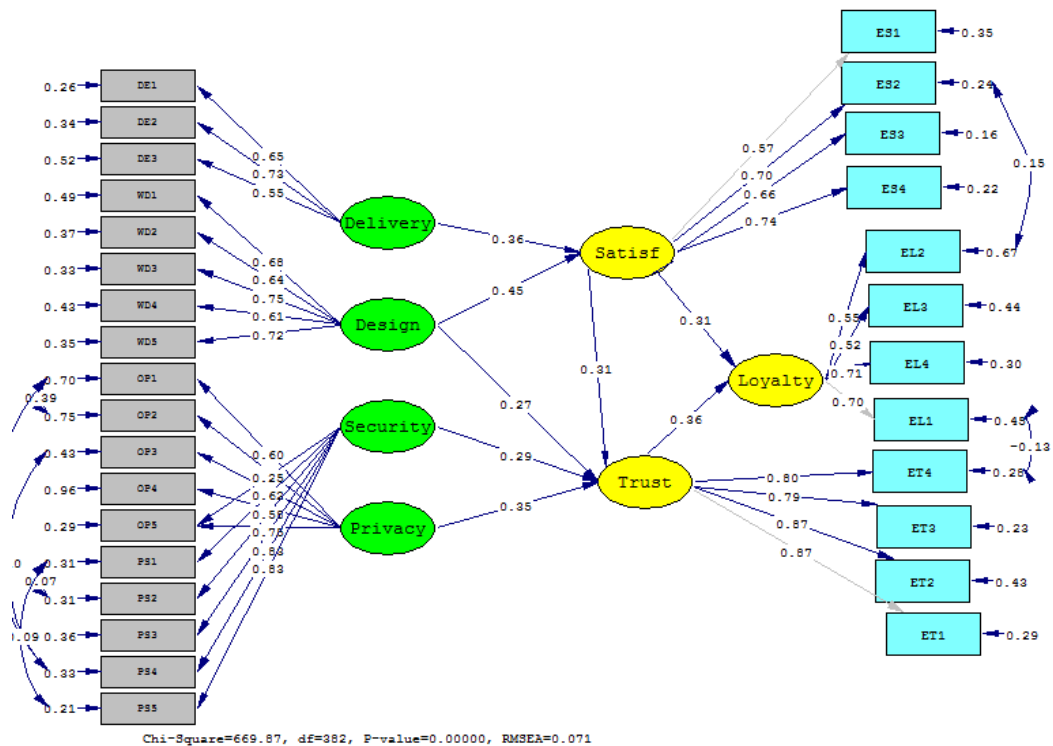 0.26 DE1
0.34 DE2
0.52 DE3
0.49 WD1
0.37 WD2
0.33 WD3
0.43 WD4
0.35 WD5
0.70 OP1
0.39
0.75 OP2
0.43 OP3
0.96 OP4
0.29 OP5
0.31 PS1
0.07
0.31 PS2
0.36 PS3
0.33 PS4
0.21 PS5
0.65
0.73
0.55
0.68
0.64
0.75
0.61
0.72
0.60
0.25
0.62
0.83
0.83
Delivery
Design
Security
Privacy
0.36
0.45
0.27
0.29
0.35
Satisf
0.31
0.31
Loyalty
0.36
Trust
0.57
0.70
0.66
0.74
0.55
0.52
0.71
0.70
0.80
0.79
0.87
0.87
ES1 0.35
ES2 0.24
ES3 0.16
0.15
ES4 0.22
EL2 0.67
EL3 0.44
EL4 0.30
EL1 0.45
-0.13
ET4 0.28
ET3 0.23
ET2 0.43
ET1 0.29
Chi-Square=669.87, df=382, P-value=0.00000, RMSEA=0.071